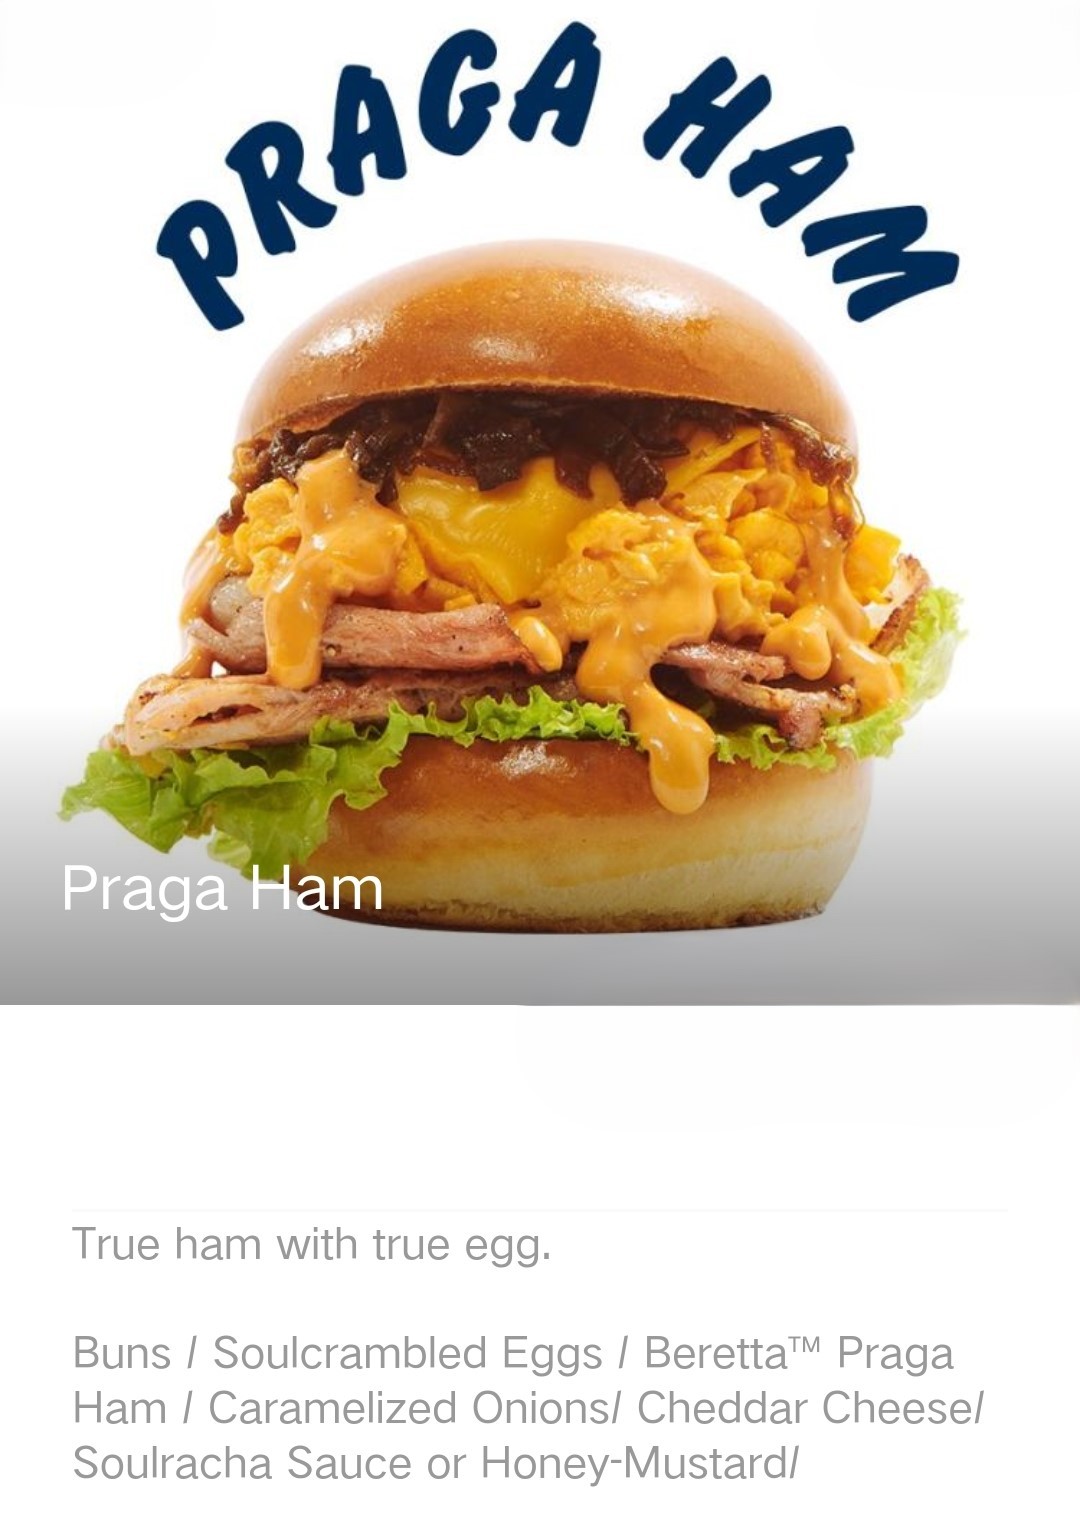 PRAGA HAM
Praga Ham
True ham with true egg.
Buns / Soulcrambled Eggs / Beretta™ Praga
Ham / Caramelized Onions/ Cheddar Cheese/
Soulracha Sauce or Honey-Mustard/